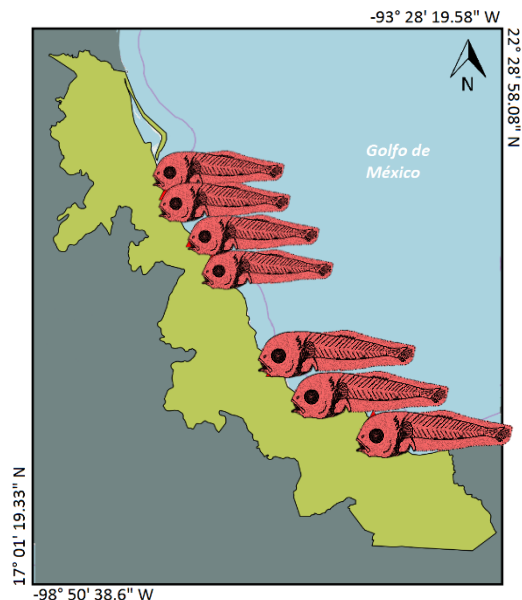 -93° 28' 19.58" W
22° 28' 58.08" N
N
Golfo de
México
17° 01' 19.33" N
-98° 50' 38.6" W